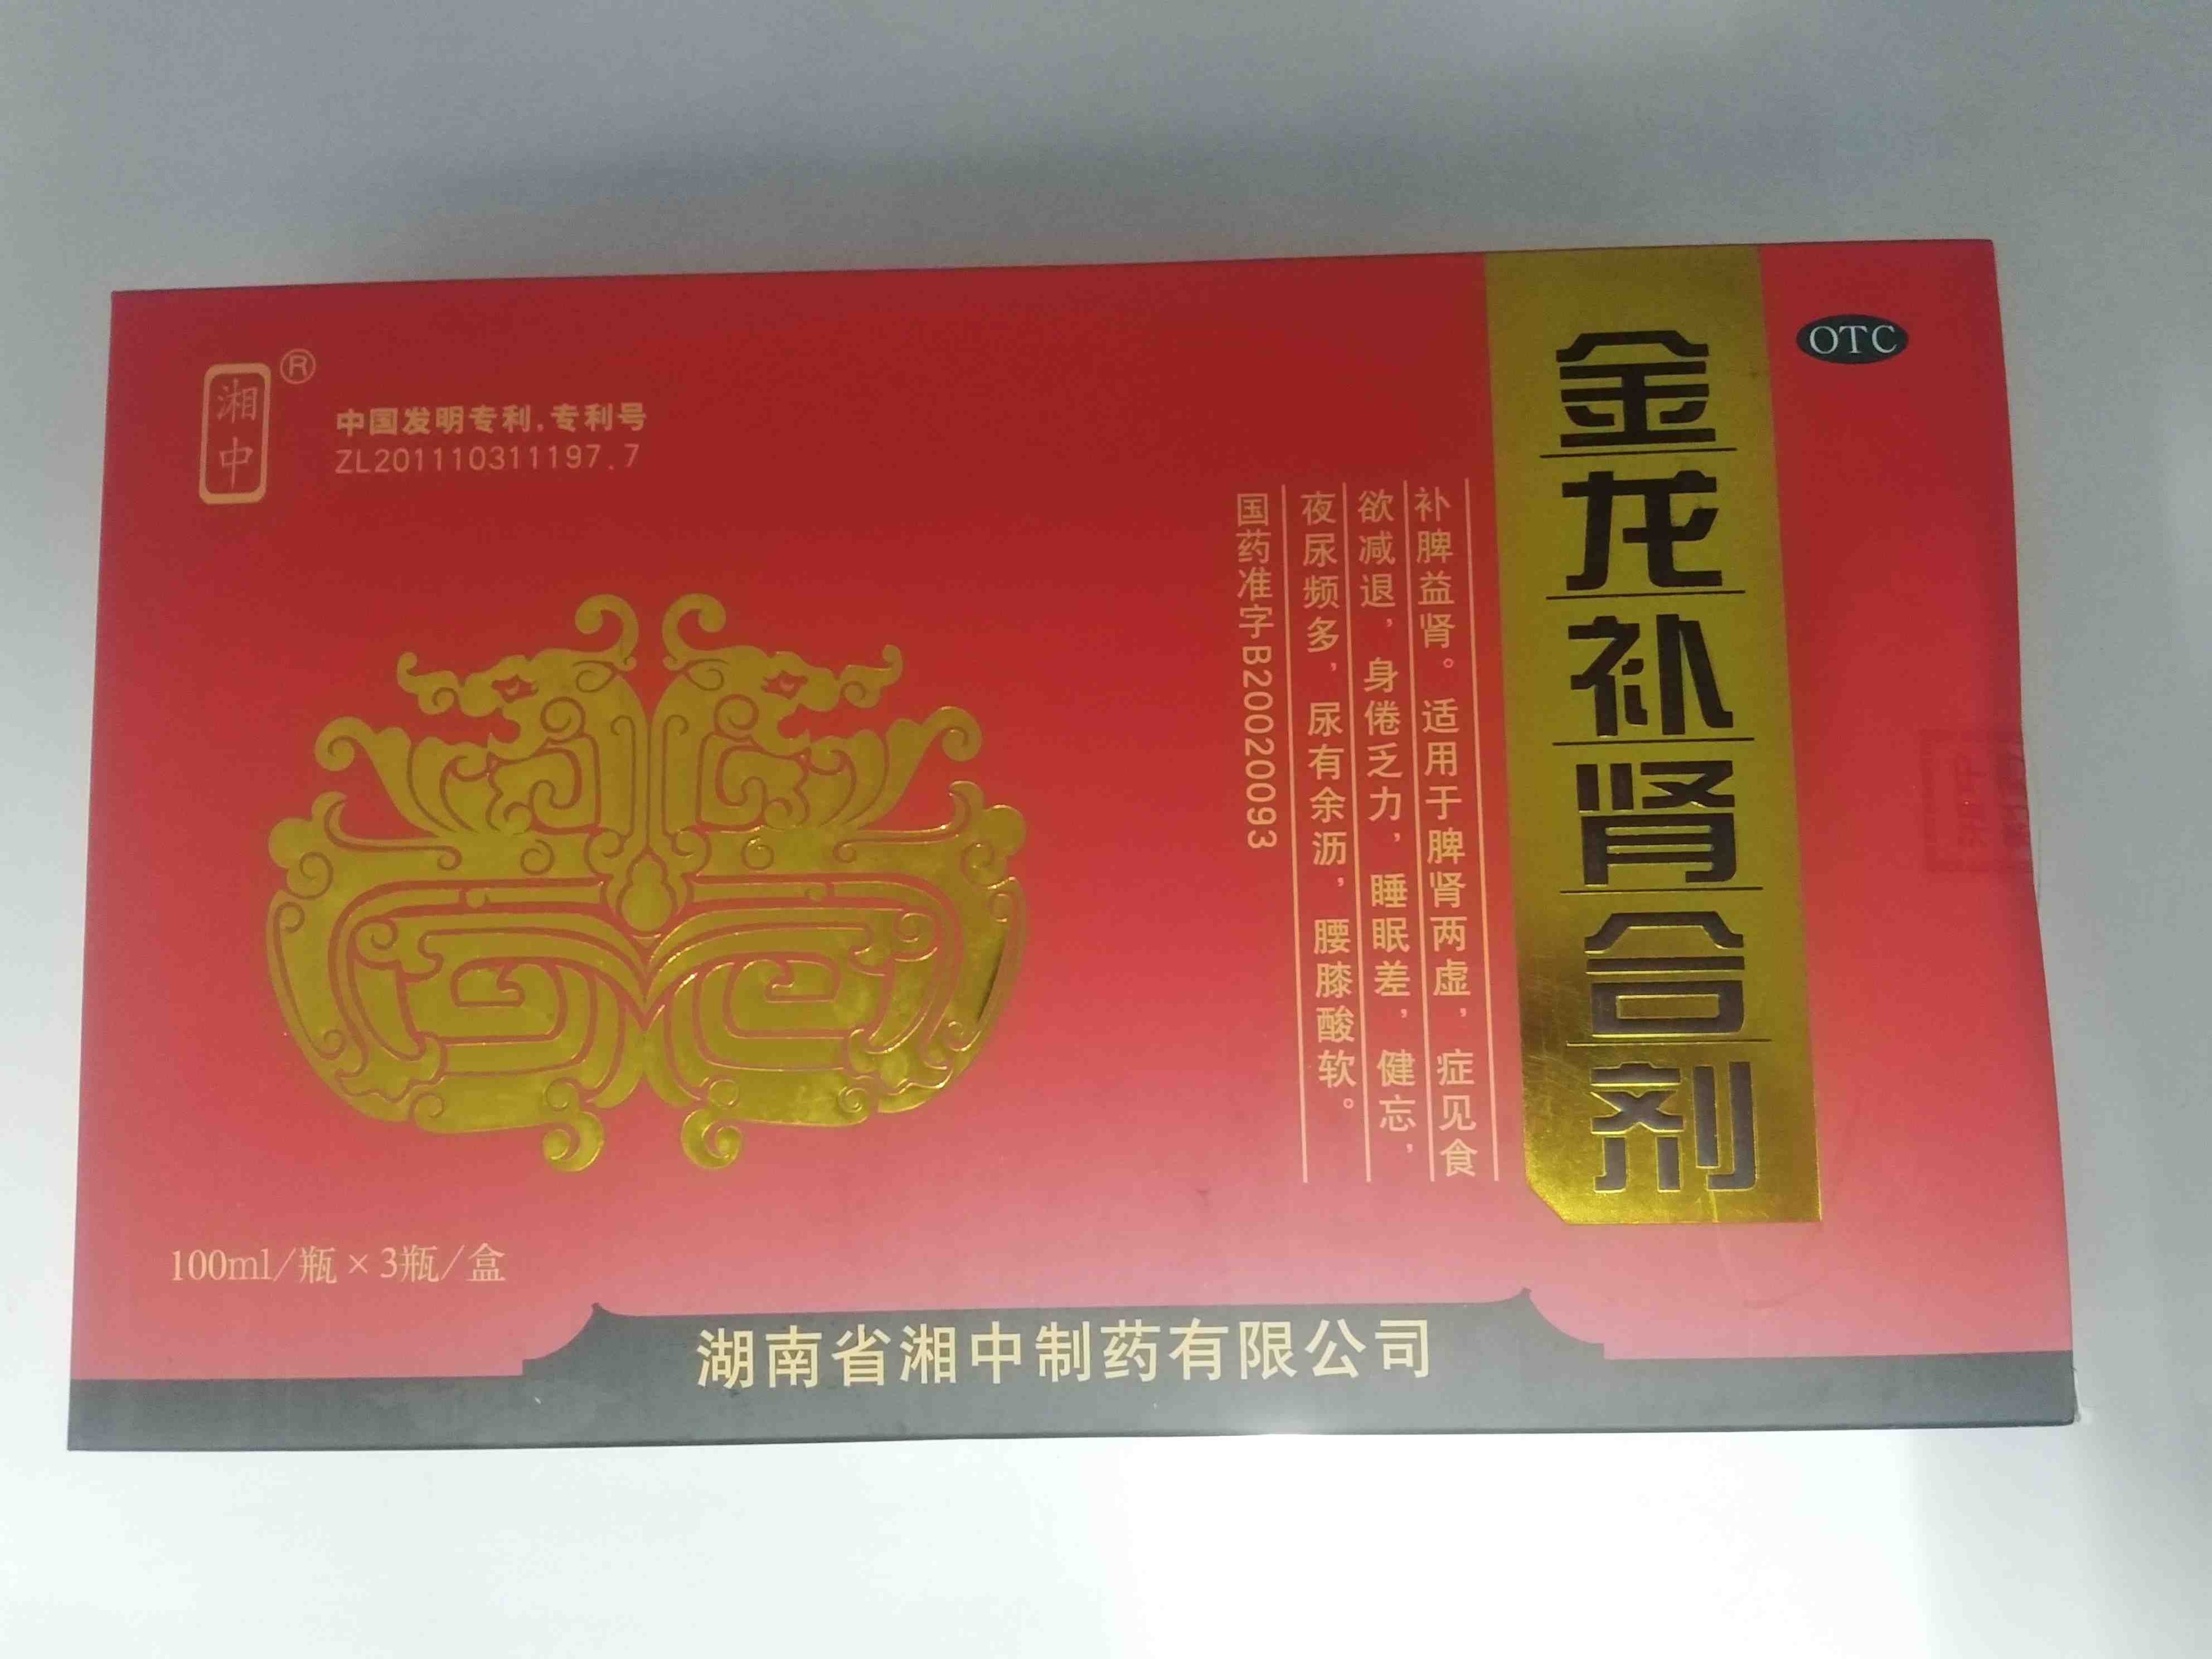 湘中
®
中国发明专利,专利号
ZL201110311197.7
OTC
金龙补肾合剂
补脾益肾。适用于脾肾两虚，症见食
欲减退，身倦乏力，睡眠差，健忘，
夜尿频多，尿有余沥，腰膝酸软。
国药准字B20020093
100ml/瓶×3瓶/盒
湖南省湘中制药有限公司